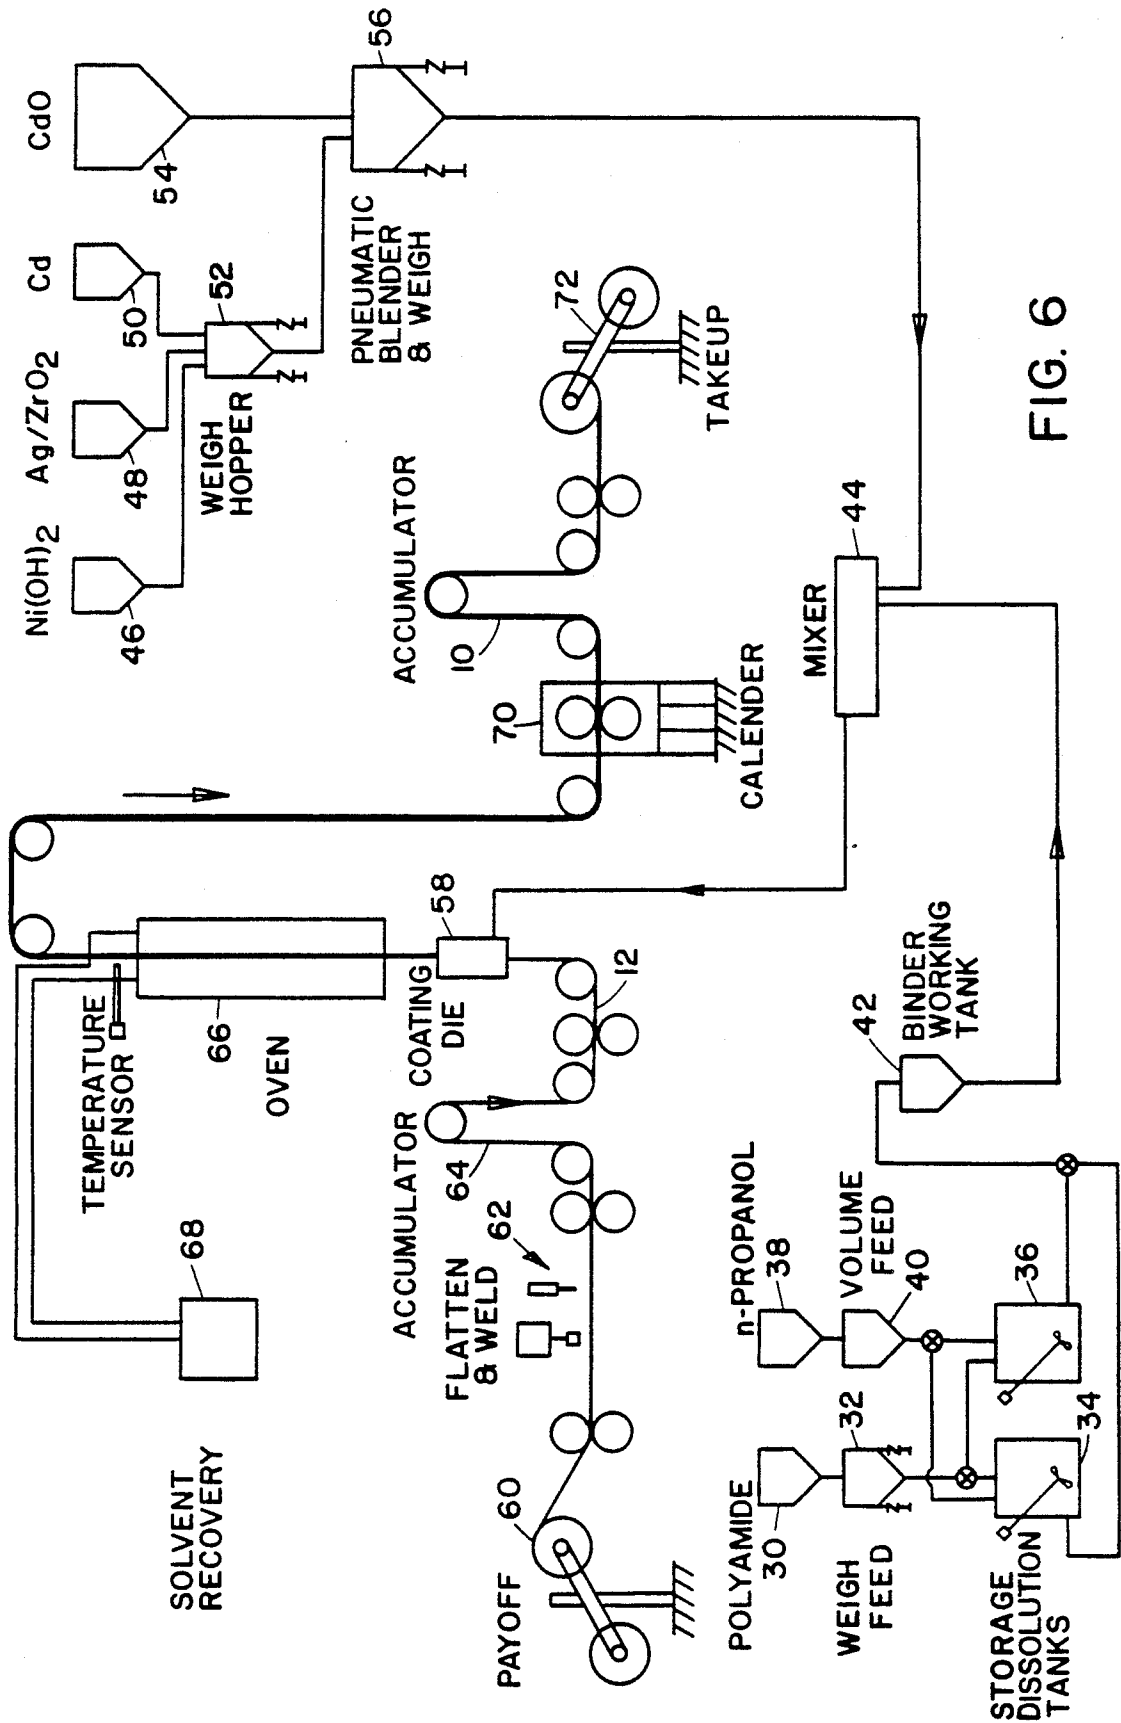 SOLVENT
RECOVERY
68
TEMPERATURE
SENSOR
66
OVEN
Ni(OH)2
46
Ag/ZrO2
48
Cd
50
CdO
54
WEIGH
HOPPER
52
PNEUMATIC
BLENDER
& WEIGH
56
PAYOFF
60
FLATTEN
& WELD
62
ACCUMULATOR
64
COATING
DIE
58
12
70
CALENDER
ACCUMULATOR
10
72
TAKEUP
POLYAMIDE
30
n-PROPANOL
38
WEIGH
FEED
32
VOLUME
FEED
40
STORAGE
DISSOLUTION
TANKS
34
36
42
BINDER
WORKING
TANK
MIXER
44
FIG. 6